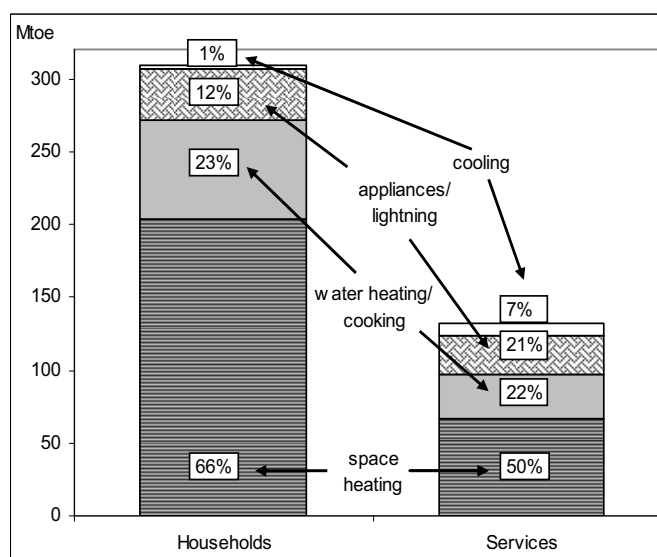 Mtoe
300
250
200
150
100
50
0
1%
12%
23%
66%
cooling
appliances/
lightning
water heating/
cooking
space
heating
7%
21%
22%
50%
Households
Services